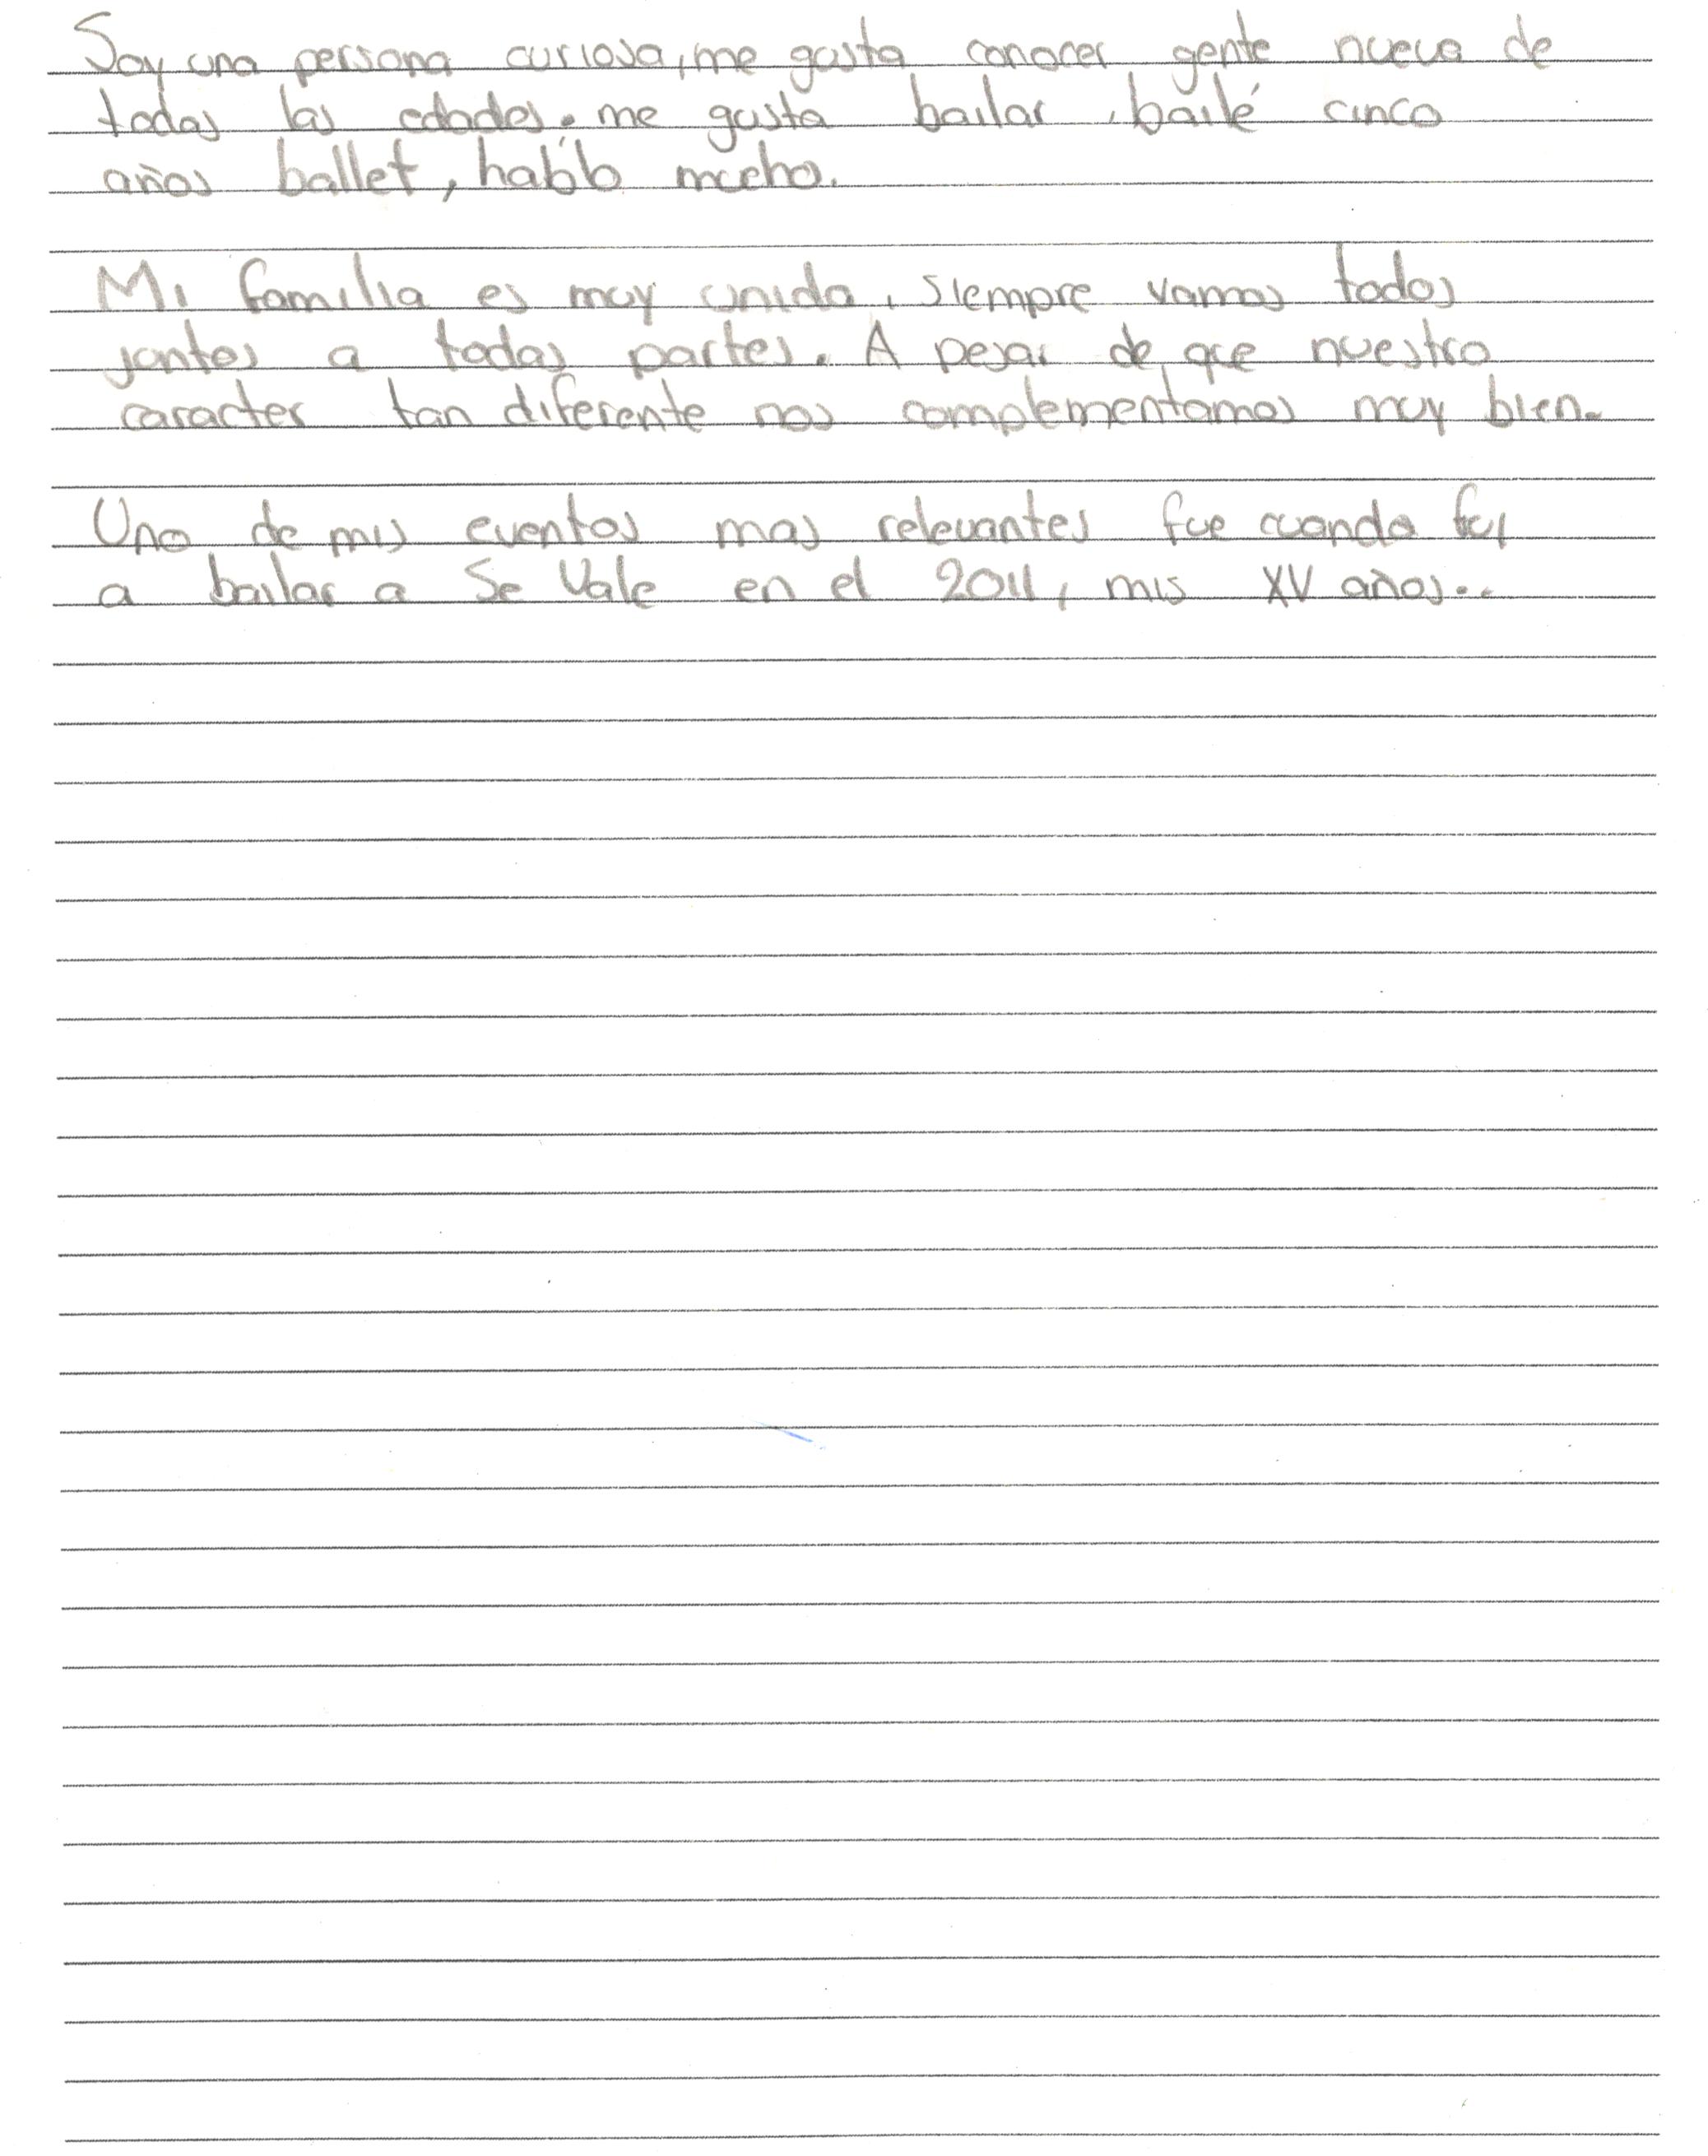 Soy una persona curiosa, me gusta conocer gente nueva de
todas las edades. me gusta bailar, bailé cinco
años ballet, hablo mucho.
Mi familia es muy unida, siempre vamos todos
juntos a todas partes. A pesar de que nuestro
caracter tan diferente nos complementamos muy bien.
Uno de mis eventos mas relevantes fue cuando fui
a bailar a Se Vale en el 2011, mis XV años..